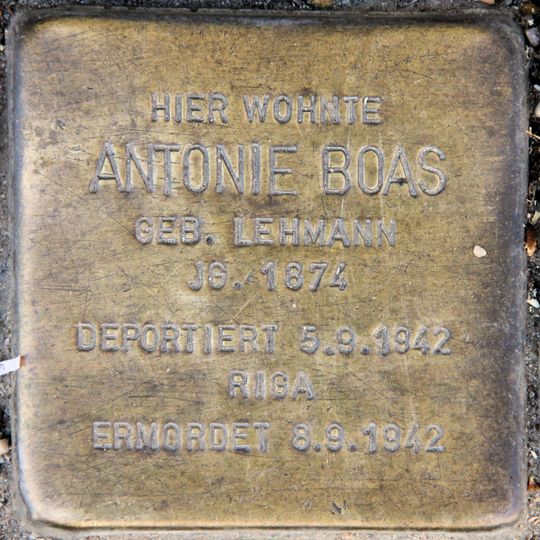 HIER WOHNTE
ANTONIE BOAS
GEB. LEHMANN
JG. 1874
DEPORTIERT 5.9.1942
RIGA
ERMORDET 8.9.1942